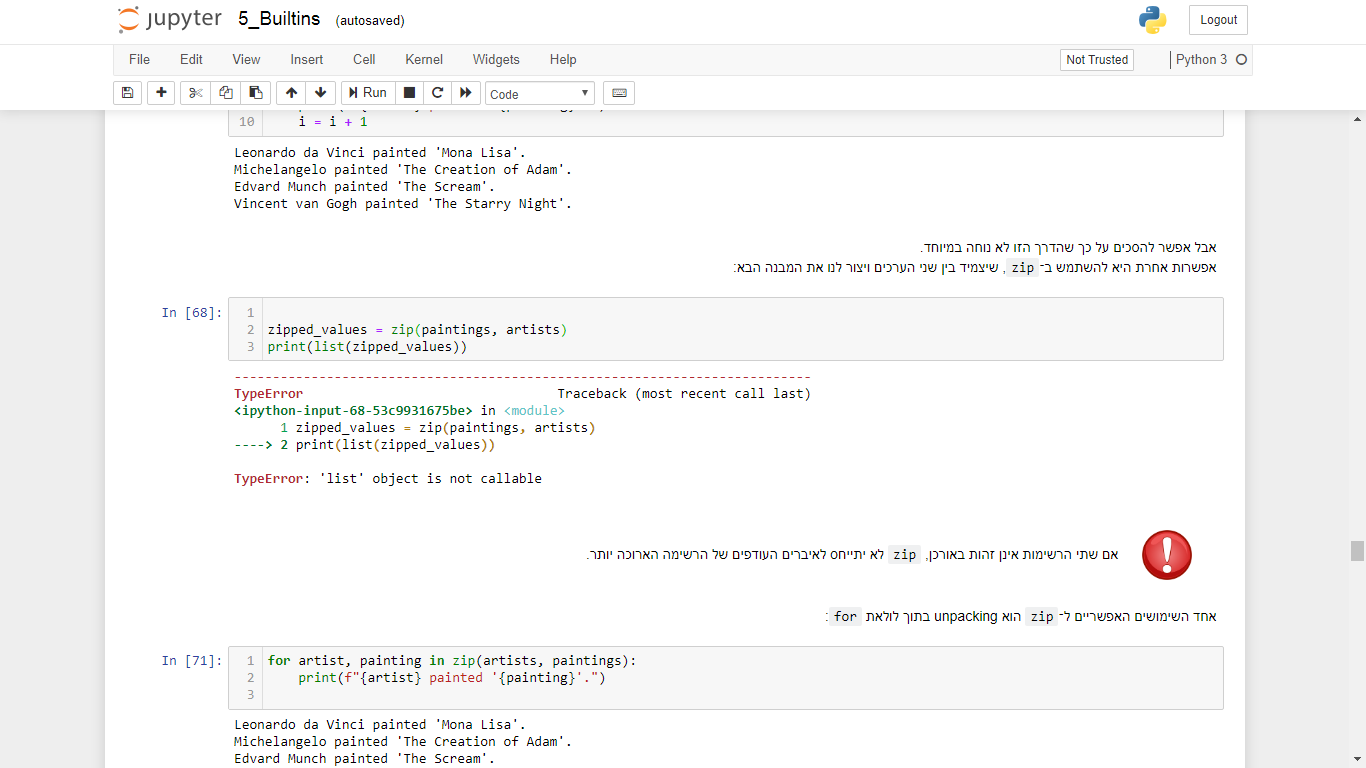 jupyter 5_Builtins (autosaved) Logout
File Edit View Insert Cell Kernel Widgets Help Not Trusted Python 3
Run Code
10 i = i + 1
Leonardo da Vinci painted 'Mona Lisa'.
Michelangelo painted 'The Creation of Adam'.
Edvard Munch painted 'The Scream'.
Vincent van Gogh painted 'The Starry Night'.
אבל אפשר להסכים על כך שהדרך הזו לא נוחה במיוחד.
אפשרות אחרת היא להשתמש ב־zip, שיצמיד בין שני הערכים ויצור לנו את המבנה הבא:
In [68]: 1
2 zipped_values = zip(paintings, artists)
3 print(list(zipped_values))
---------------------------------------------------------------------------
TypeError Traceback (most recent call last)
<ipython-input-68-53c9931675be> in <module>
1 zipped_values = zip(paintings, artists)
----> 2 print(list(zipped_values))
TypeError: 'list' object is not callable
אם שתי הרשימות אינן זהות באורכן, zip לא יתייחס לאיברים העודפים של הרשימה הארוכה יותר.
אחד השימושים האפשריים ל־zip הוא unpacking בתוך לולאת for:
In [71]: 1 for artist, painting in zip(artists, paintings):
2 print(f"{artist} painted '{painting}'.")
3
Leonardo da Vinci painted 'Mona Lisa'.
Michelangelo painted 'The Creation of Adam'.
Edvard Munch painted 'The Scream'.